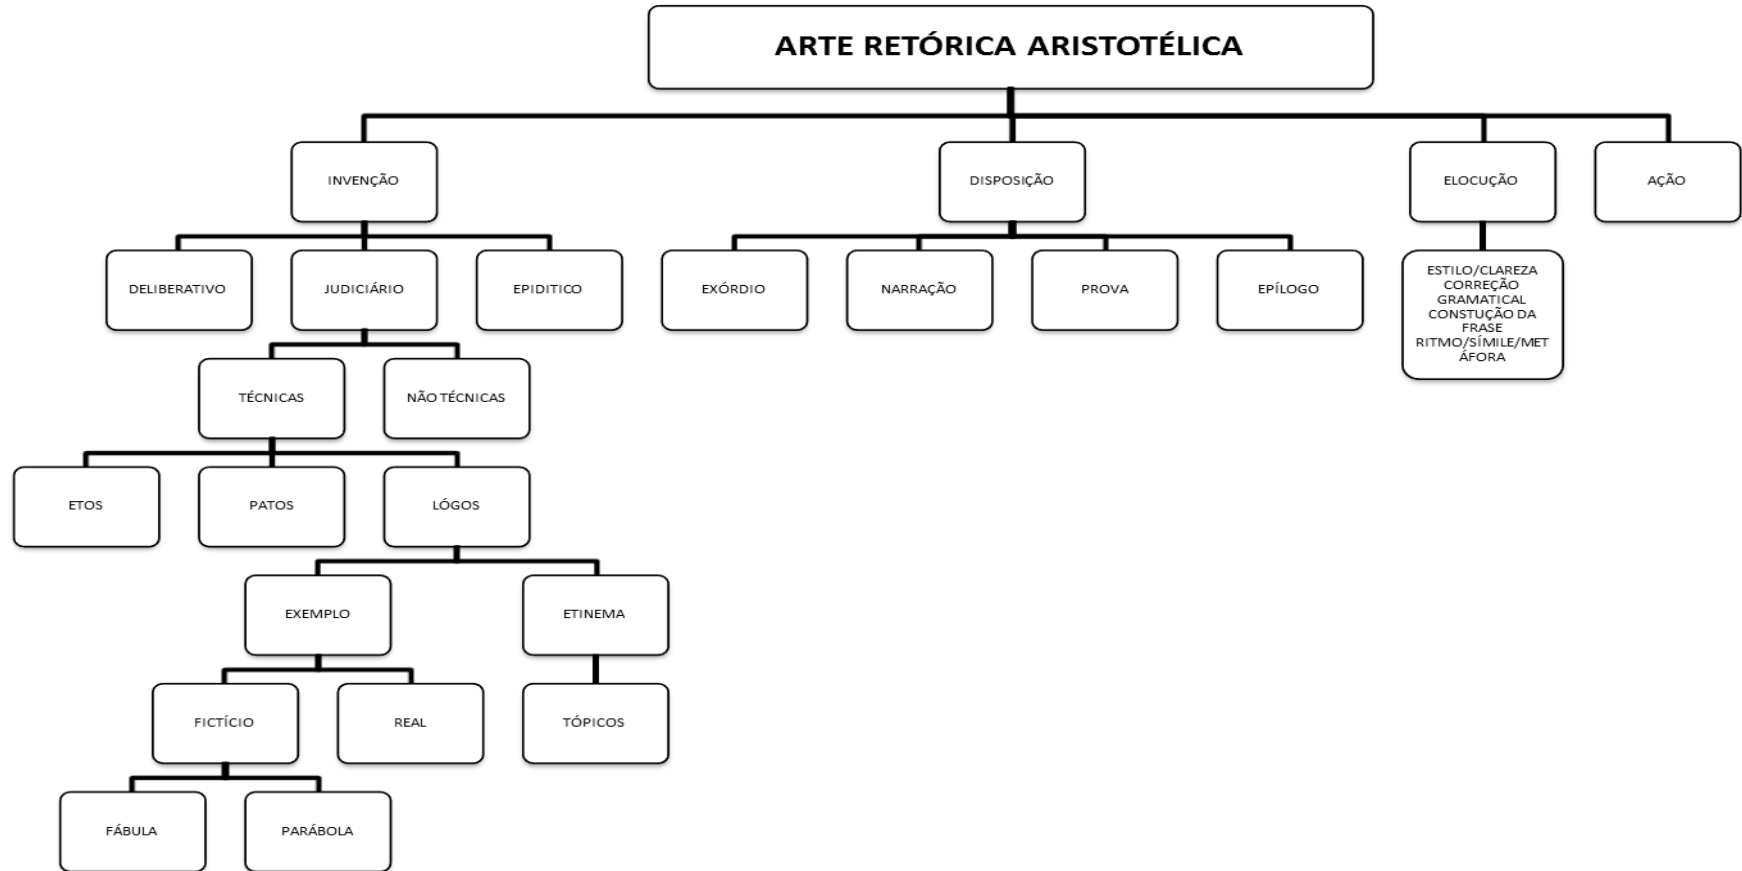 ARTE RETÓRICA ARISTOTÉLICA
INVENÇÃO
DISPOSIÇÃO
ELOCUÇÃO
AÇÃO
DELIBERATIVO
JUDICIÁRIO
EPIDITICO
EXÓRDIO
NARRAÇÃO
PROVA
EPÍLOGO
ESTILO/CLAREZA
CORREÇÃO
GRAMATICAL
CONSTUÇÃO DA
FRASE
RITMO/SÍMILE/MET
ÁFORA
TÉCNICAS
NÃO TÉCNICAS
ETOS
PATOS
LÓGOS
EXEMPLO
ETINEMA
FICTÍCIO
REAL
TÓPICOS
FÁBULA
PARÁBOLA